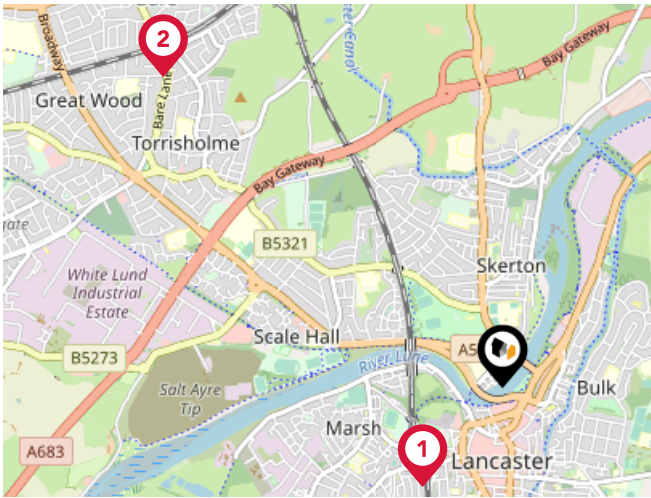 Broadway
2
Great Wood
Bare Lane
Torrisholme
Bay Gateway
Bay Gateway
B5321
Skerton
White Lund
Industrial
Estate
Scale Hall
B5273
River Lune
A5
Salt Ayre
Tip
Bulk
Marsh
1
A683
Lancaster